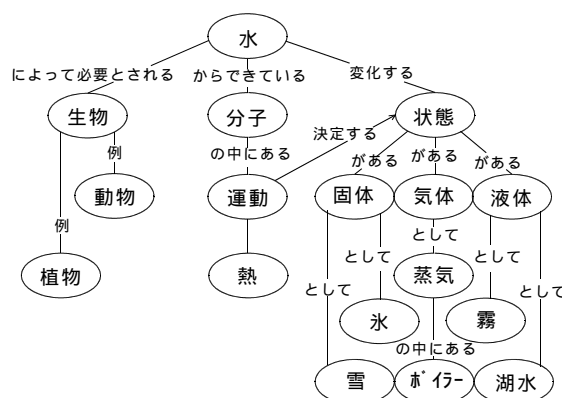 水
によって必要とされる
からできている
変化する
生物
分子
状態
決定する
例
の中にある
がある
がある
がある
動物
運動
固体
気体
液体
例
として
として
として
植物
熱
蒸気
として
として
氷
霧
の中にある
雪
ボイラー
湖水